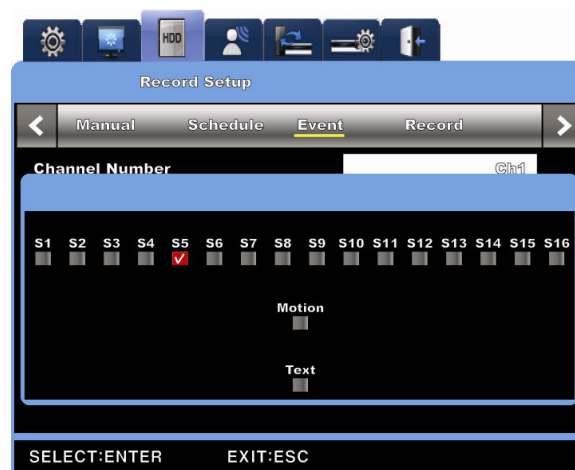 HDD
Record Setup
Manual Schedule Event Record
Channel Number Ch1
S1 S2 S3 S4 S5 S6 S7 S8 S9 S10 S11 S12 S13 S14 S15 S16
Motion
Text
SELECT:ENTER EXIT:ESC